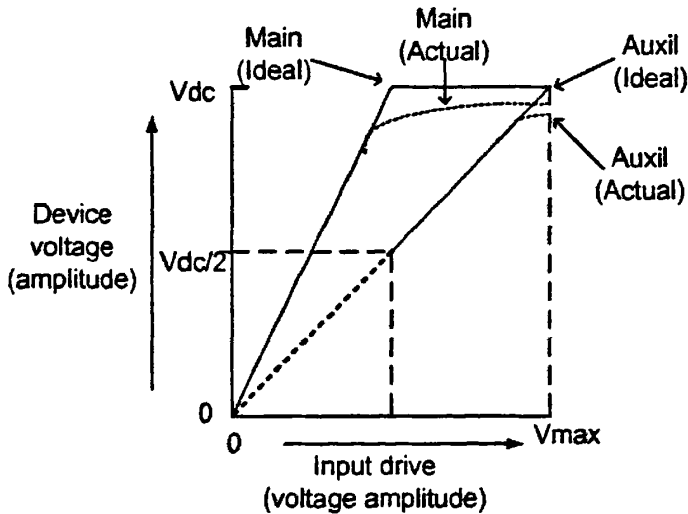 Main
(Actual)
Main
(Ideal)
Auxil
(Ideal)
Vdc
Auxil
(Actual)
Device
voltage
(amplitude)
Vdc/2
0
0
Vmax
Input drive
(voltage amplitude)